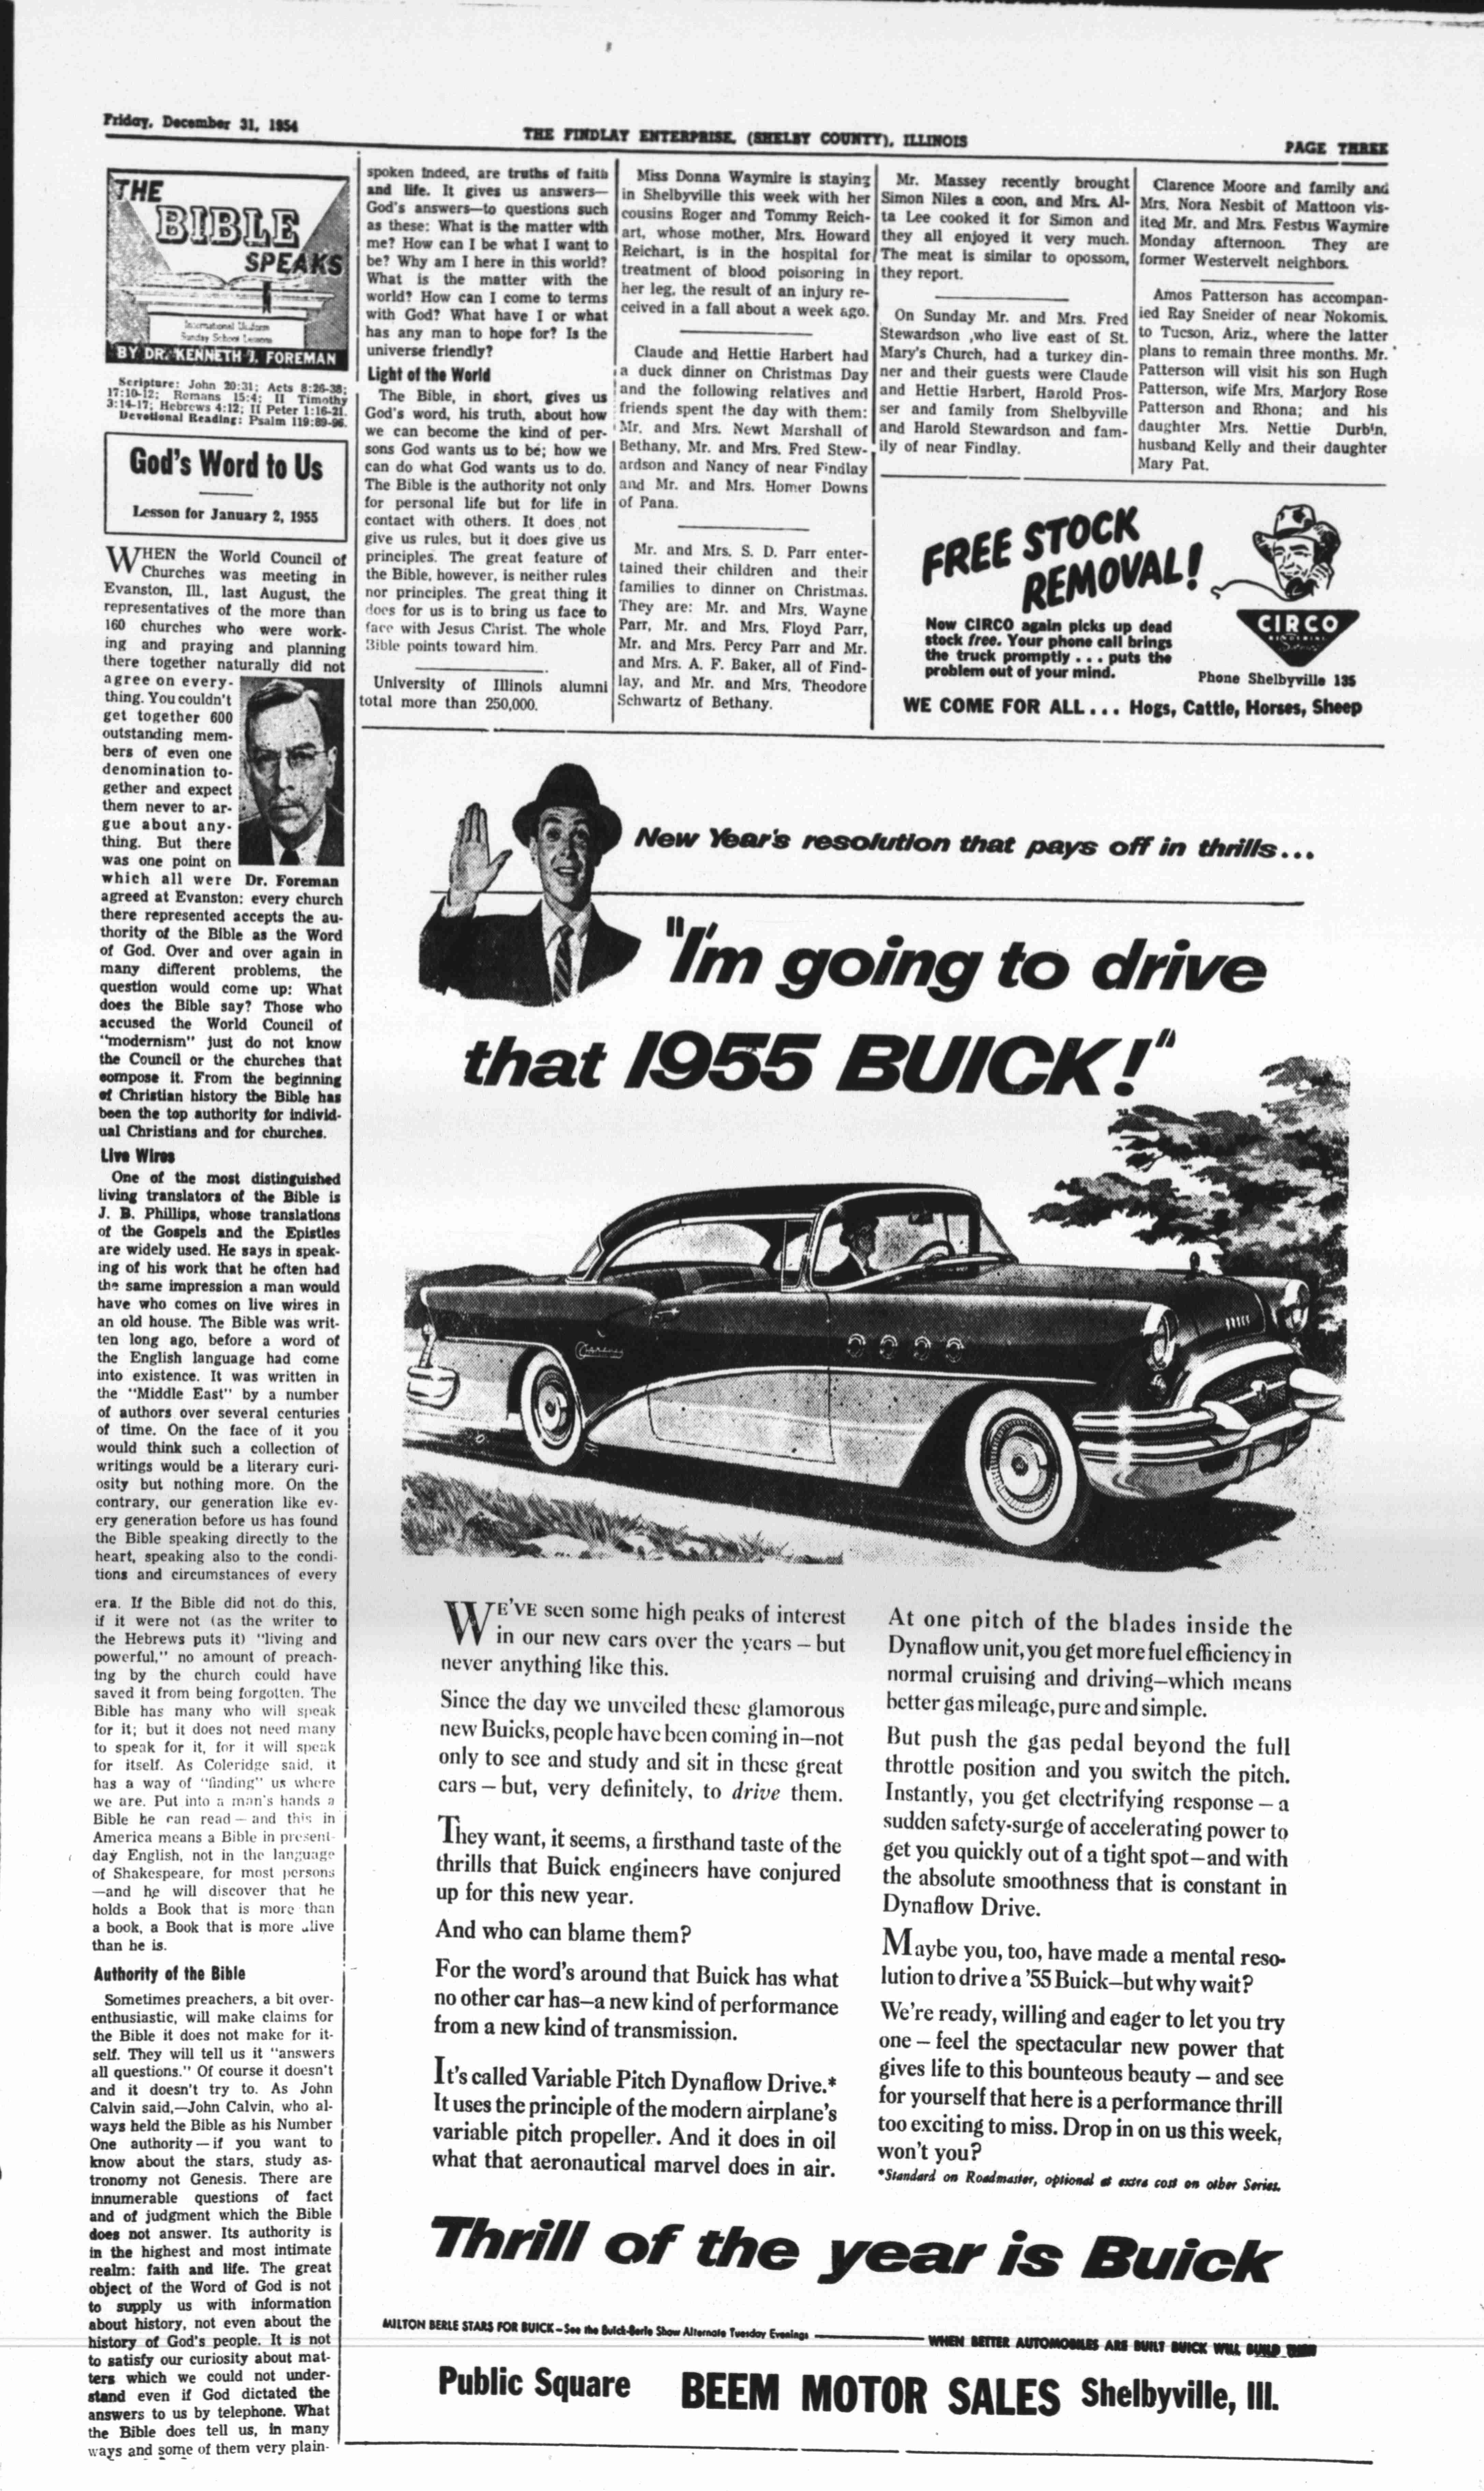 Friday, December 31, 1954
THE FINDLAY ENTERPRISE, (SHELBY COUNTY), ILLINOIS
PAGE THREE
THE
BIBLE
SPEAKS
International Uniform
Sunday School Lessons
BY DR. KENNETH J. FOREMAN
Scripture: John 20:31; Acts 8:26-38;
17:10-12; Romans 15:4; II Timothy
3:14-17; Hebrews 4:12; II Peter 1:16-21.
Devotional Reading: Psalm 119:89-96.
God's Word to Us
Lesson for January 2, 1955
WHEN the World Council of
Churches was meeting in
Evanston, Ill., last August, the
representatives of the more than
160 churches who were work-
ing and praying and planning
there together naturally did not
agree on every-
thing. You couldn't
get together 600
outstanding mem-
bers of even one
denomination to-
gether and expect
them never to ar-
gue about any-
thing. But there
was one point on
which all were Dr. Foreman
agreed at Evanston: every church
there represented accepts the au-
thority of the Bible as the Word
of God. Over and over again in
many different problems, the
question would come up: What
does the Bible say? Those who
accused the World Council of
"modernism" just do not know
the Council or the churches that
compose it. From the beginning
of Christian history the Bible has
been the top authority for individ-
ual Christians and for churches.
Live Wires
One of the most distinguished
living translators of the Bible is
J. B. Phillips, whose translations
of the Gospels and the Epistles
are widely used. He says in speak-
ing of his work that he often had
the same impression a man would
have who comes on live wires in
an old house. The Bible was writ-
ten long ago, before a word of
the English language had come
into existence. It was written in
the "Middle East" by a number
of authors over several centuries
of time. On the face of it you
would think such a collection of
writings would be a literary curi-
osity but nothing more. On the
contrary, our generation like ev-
ery generation before us has found
the Bible speaking directly to the
heart, speaking also to the condi-
tions and circumstances of every
era. If the Bible did not do this,
if it were not (as the writer to
the Hebrews puts it) "living and
powerful," no amount of preach-
ing by the church could have
saved it from being forgotten. The
Bible has many who will speak
for it; but it does not need many
to speak for it, for it will speak
for itself. As Coleridge said, it
has a way of "finding" us where
we are. Put into a man's hands a
Bible he can read — and this in
America means a Bible in present-
day English, not in the language
of Shakespeare, for most persons
—and he will discover that he
holds a Book that is more than
a book, a Book that is more alive
than he is.
Authority of the Bible
Sometimes preachers, a bit over-
enthusiastic, will make claims for
the Bible it does not make for it-
self. They will tell us it "answers
all questions." Of course it doesn't
and it doesn't try to. As John
Calvin said,—John Calvin, who al-
ways held the Bible as his Number
One authority — if you want to
know about the stars, study as-
tronomy not Genesis. There are
innumerable questions of fact
and of judgment which the Bible
does not answer. Its authority is
in the highest and most intimate
realm: faith and life. The great
object of the Word of God is not
to supply us with information
about history, not even about the
history of God's people. It is not
to satisfy our curiosity about mat-
ters which we could not under-
stand even if God dictated the
answers to us by telephone. What
the Bible does tell us, in many
ways and some of them very plain-
spoken indeed, are truths of faith
and life. It gives us answers—
God's answers—to questions such
as these: What is the matter with
me? How can I be what I want to
be? Why am I here in this world?
What is the matter with the
world? How can I come to terms
with God? What have I or what
has any man to hope for? Is the
universe friendly?
Light of the World
The Bible, in short, gives us
God's word, his truth, about how
we can become the kind of per-
sons God wants us to be; how we
can do what God wants us to do.
The Bible is the authority not only
for personal life but for life in
contact with others. It does not
give us rules, but it does give us
principles. The great feature of
the Bible, however, is neither rules
nor principles. The great thing it
does for us is to bring us face to
face with Jesus Christ. The whole
Bible points toward him.
University of Illinois alumni
total more than 250,000.
Miss Donna Waymire is staying
in Shelbyville this week with her
cousins Roger and Tommy Reich-
art, whose mother, Mrs. Howard
Reichart, is in the hospital for
treatment of blood poisoring in
her leg, the result of an injury re-
ceived in a fall about a week ago.
Claude and Hettie Harbert had
a duck dinner on Christmas Day
and the following relatives and
friends spent the day with them:
Mr. and Mrs. Newt Marshall of
Bethany, Mr. and Mrs. Fred Stew-
ardson and Nancy of near Findlay
and Mr. and Mrs. Homer Downs
of Pana.
Mr. and Mrs. S. D. Parr enter-
tained their children and their
families to dinner on Christmas.
They are: Mr. and Mrs. Wayne
Parr, Mr. and Mrs. Floyd Parr,
Mr. and Mrs. Percy Parr and Mr.
and Mrs. A. F. Baker, all of Find-
lay, and Mr. and Mrs. Theodore
Schwartz of Bethany.
Mr. Massey recently brought
Simon Niles a coon, and Mrs. Al-
ta Lee cooked it for Simon and
they all enjoyed it very much.
The meat is similar to opossom,
they report.
On Sunday Mr. and Mrs. Fred
Stewardson ,who live east of St.
Mary's Church, had a turkey din-
ner and their guests were Claude
and Hettie Harbert, Harold Pros-
ser and family from Shelbyville
and Harold Stewardson and fam-
ily of near Findlay.
Clarence Moore and family and
Mrs. Nora Nesbit of Mattoon vis-
ited Mr. and Mrs. Festus Waymire
Monday afternoon. They are
former Westervelt neighbors.
Amos Patterson has accompan-
ied Ray Sneider of near Nokomis.
to Tucson, Ariz., where the latter
plans to remain three months. Mr.
Patterson will visit his son Hugh
Patterson, wife Mrs. Marjory Rose
Patterson and Rhona; and his
daughter Mrs. Nettie Durbin,
husband Kelly and their daughter
Mary Pat.
FREE STOCK
REMOVAL!
Now CIRCO again picks up dead
stock free. Your phone call brings
the truck promptly . . . puts the
problem out of your mind.
CIRCO
RENDERING
Phone Shelbyville 135
WE COME FOR ALL . . . Hogs, Cattle, Horses, Sheep
New Year's resolution that pays off in thrills...
"I'm going to drive
that 1955 BUICK!"
Century
WE'VE seen some high peaks of interest
in our new cars over the years – but
never anything like this.
Since the day we unveiled these glamorous
new Buicks, people have been coming in—not
only to see and study and sit in these great
cars – but, very definitely, to drive them.
They want, it seems, a firsthand taste of the
thrills that Buick engineers have conjured
up for this new year.
And who can blame them?
For the word's around that Buick has what
no other car has—a new kind of performance
from a new kind of transmission.
It's called Variable Pitch Dynaflow Drive.*
It uses the principle of the modern airplane's
variable pitch propeller. And it does in oil
what that aeronautical marvel does in air.
At one pitch of the blades inside the
Dynaflow unit, you get more fuel efficiency in
normal cruising and driving—which means
better gas mileage, pure and simple.
But push the gas pedal beyond the full
throttle position and you switch the pitch.
Instantly, you get electrifying response – a
sudden safety-surge of accelerating power to
get you quickly out of a tight spot—and with
the absolute smoothness that is constant in
Dynaflow Drive.
Maybe you, too, have made a mental reso-
lution to drive a '55 Buick—but why wait?
We're ready, willing and eager to let you try
one – feel the spectacular new power that
gives life to this bounteous beauty – and see
for yourself that here is a performance thrill
too exciting to miss. Drop in on us this week,
won't you?
*Standard on Roadmaster, optional at extra cost on other Series.
Thrill of the year is Buick
MILTON BERLE STARS FOR BUICK – See the Buick-Berle Show Alternate Tuesday Evenings
WHEN BETTER AUTOMOBILES ARE BUILT BUICK WILL BUILD THEM
Public Square BEEM MOTOR SALES Shelbyville, Ill.